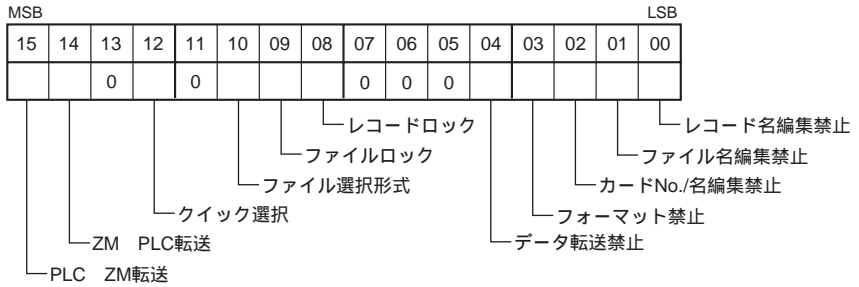 MSB LSB
15 14 13 12 11 10 09 08 07 06 05 04 03 02 01 00
0 0 0 0 0
レコードロック レコード名編集禁止
ファイルロック ファイル名編集禁止
ファイル選択形式 カードNo./名編集禁止
クイック選択 フォーマット禁止
ZM PLC転送 データ転送禁止
PLC ZM転送